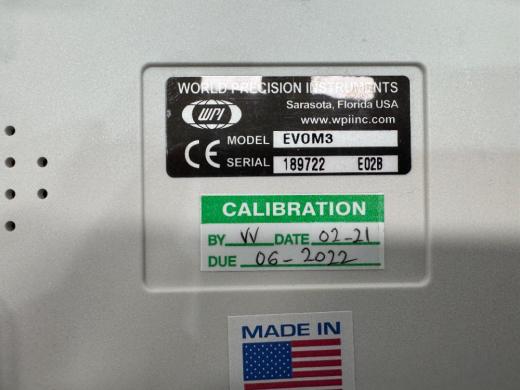 WORLD PRECISION INSTRUMENTS
Sarasota, Florida USA
www.wpiinc.com
WPI
MODEL EVOM3
CE SERIAL 189722 E02B
CALIBRATION
BY VV DATE 02-21
DUE 06-2022
MADE IN